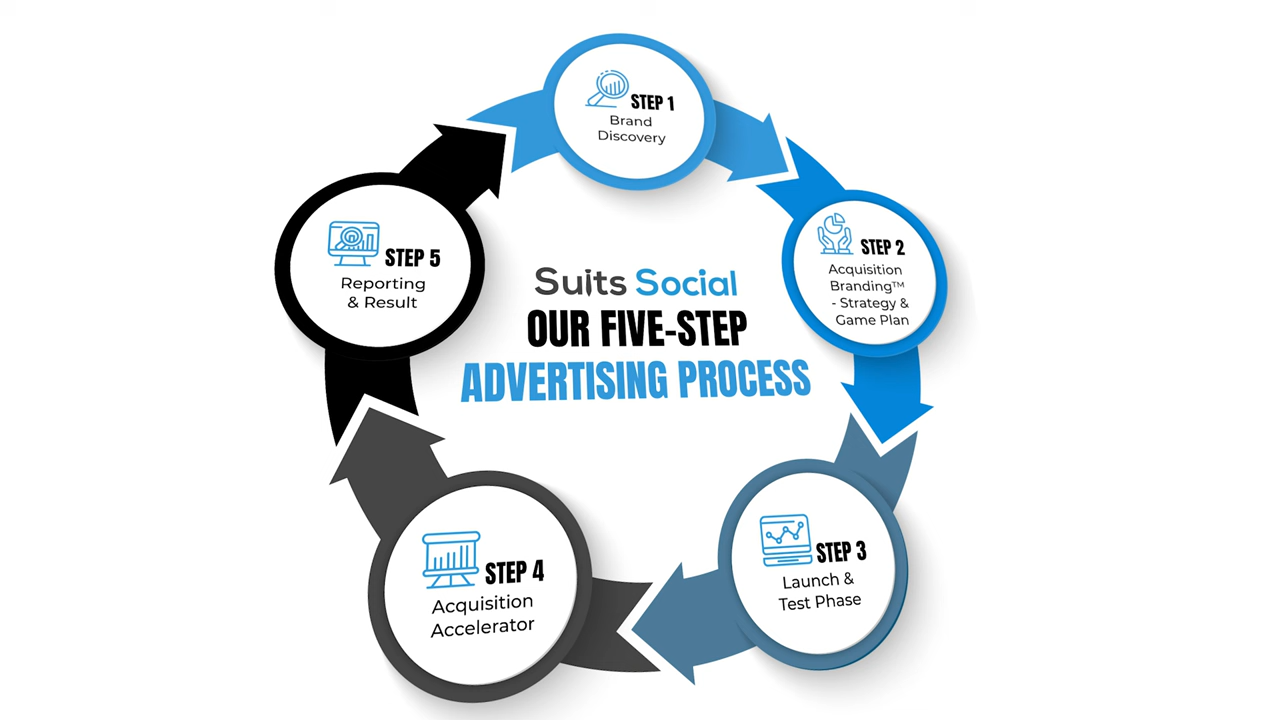 Suits Social
OUR FIVE-STEP
ADVERTISING PROCESS
STEP 1
Brand
Discovery
STEP 2
Acquisition
Branding™
- Strategy &
Game Plan
STEP 3
Launch &
Test Phase
STEP 4
Acquisition
Accelerator
STEP 5
Reporting
& Result